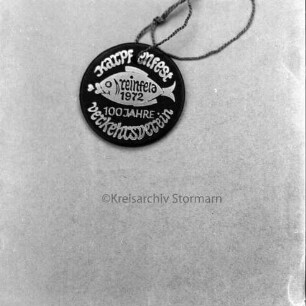 Karpfenfest
Reinfeld
1972
100 JAHRE
Verkehrsverein
©Kreisarchiv Stormarn